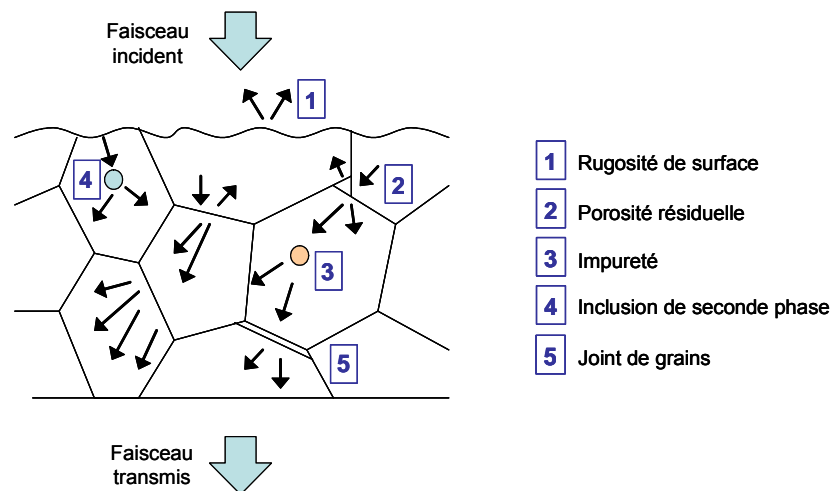 Faisceau
incident
1
4
2
3
5
Faisceau
transmis
1 Rugosité de surface
2 Porosité résiduelle
3 Impureté
4 Inclusion de seconde phase
5 Joint de grains